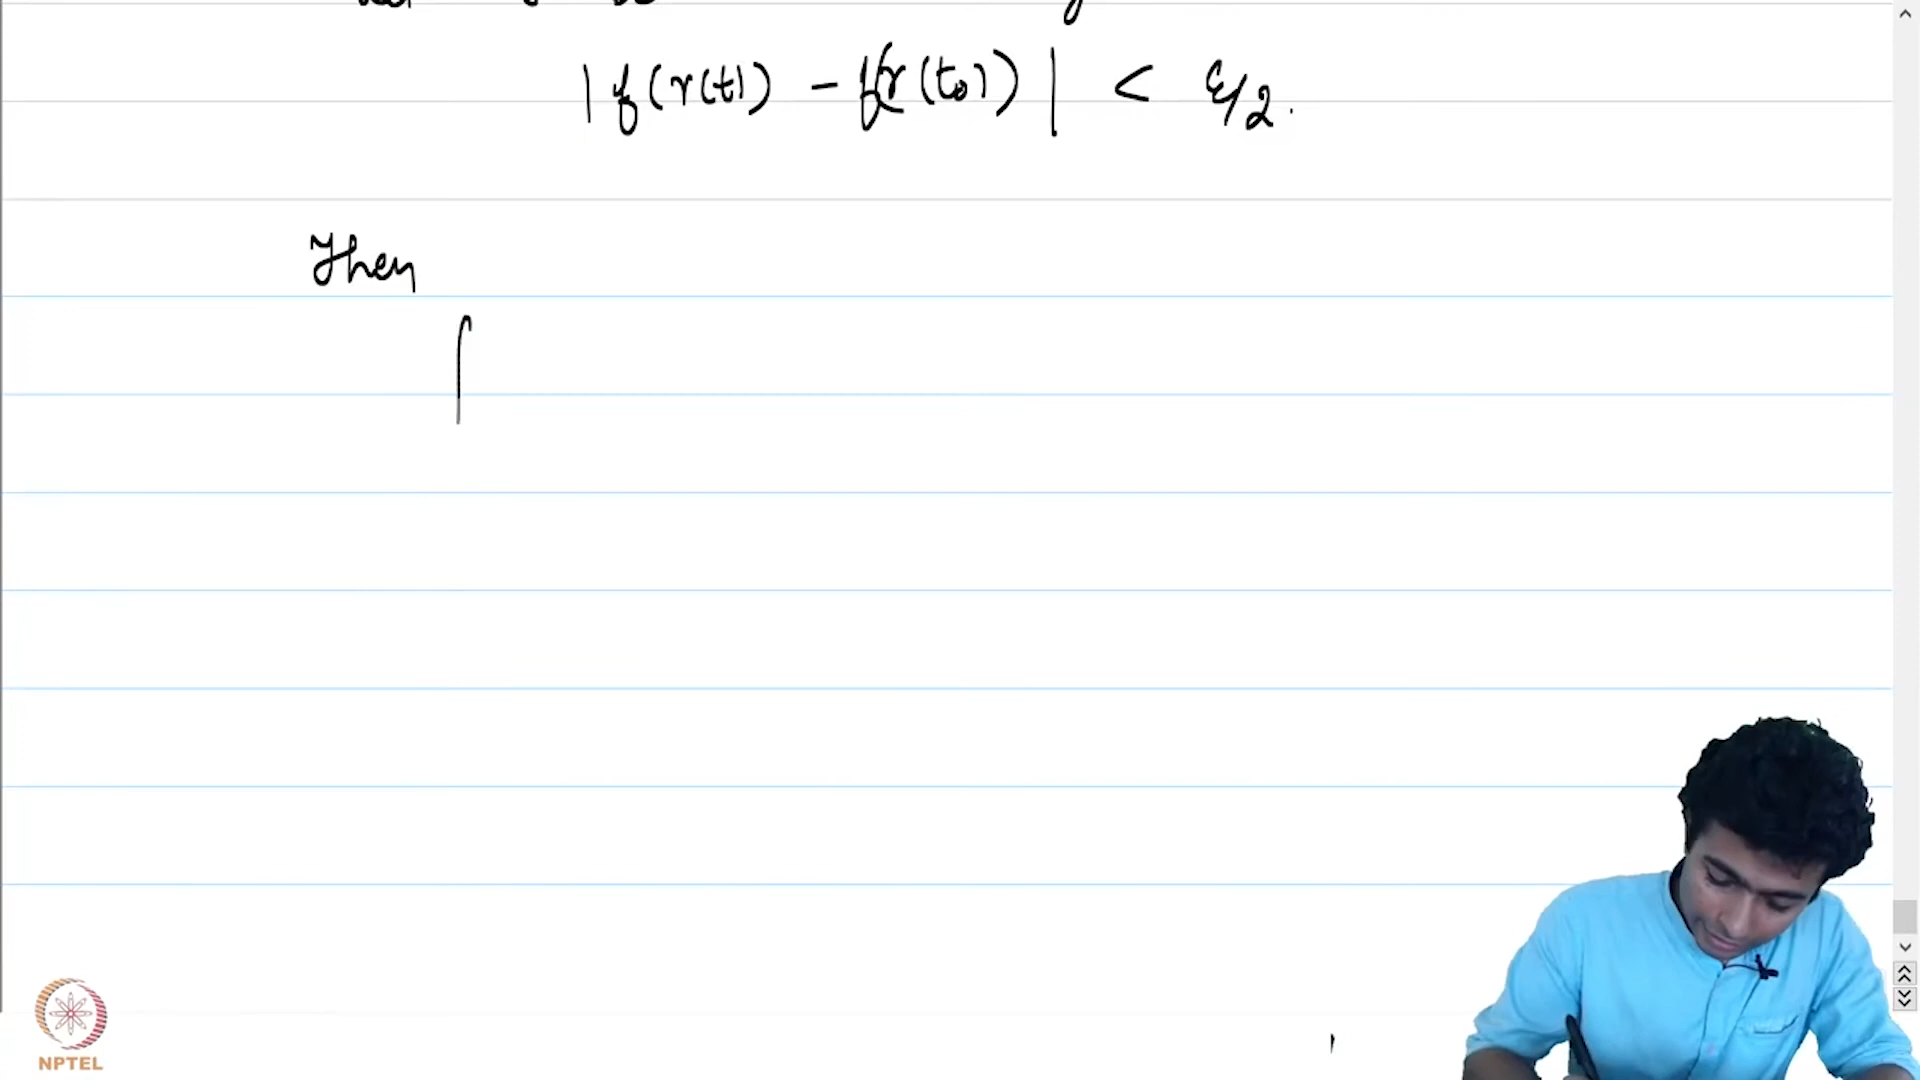 |f(γ(t)) - f(γ(t₀))| < ε/2.
Then
∫
NPTEL